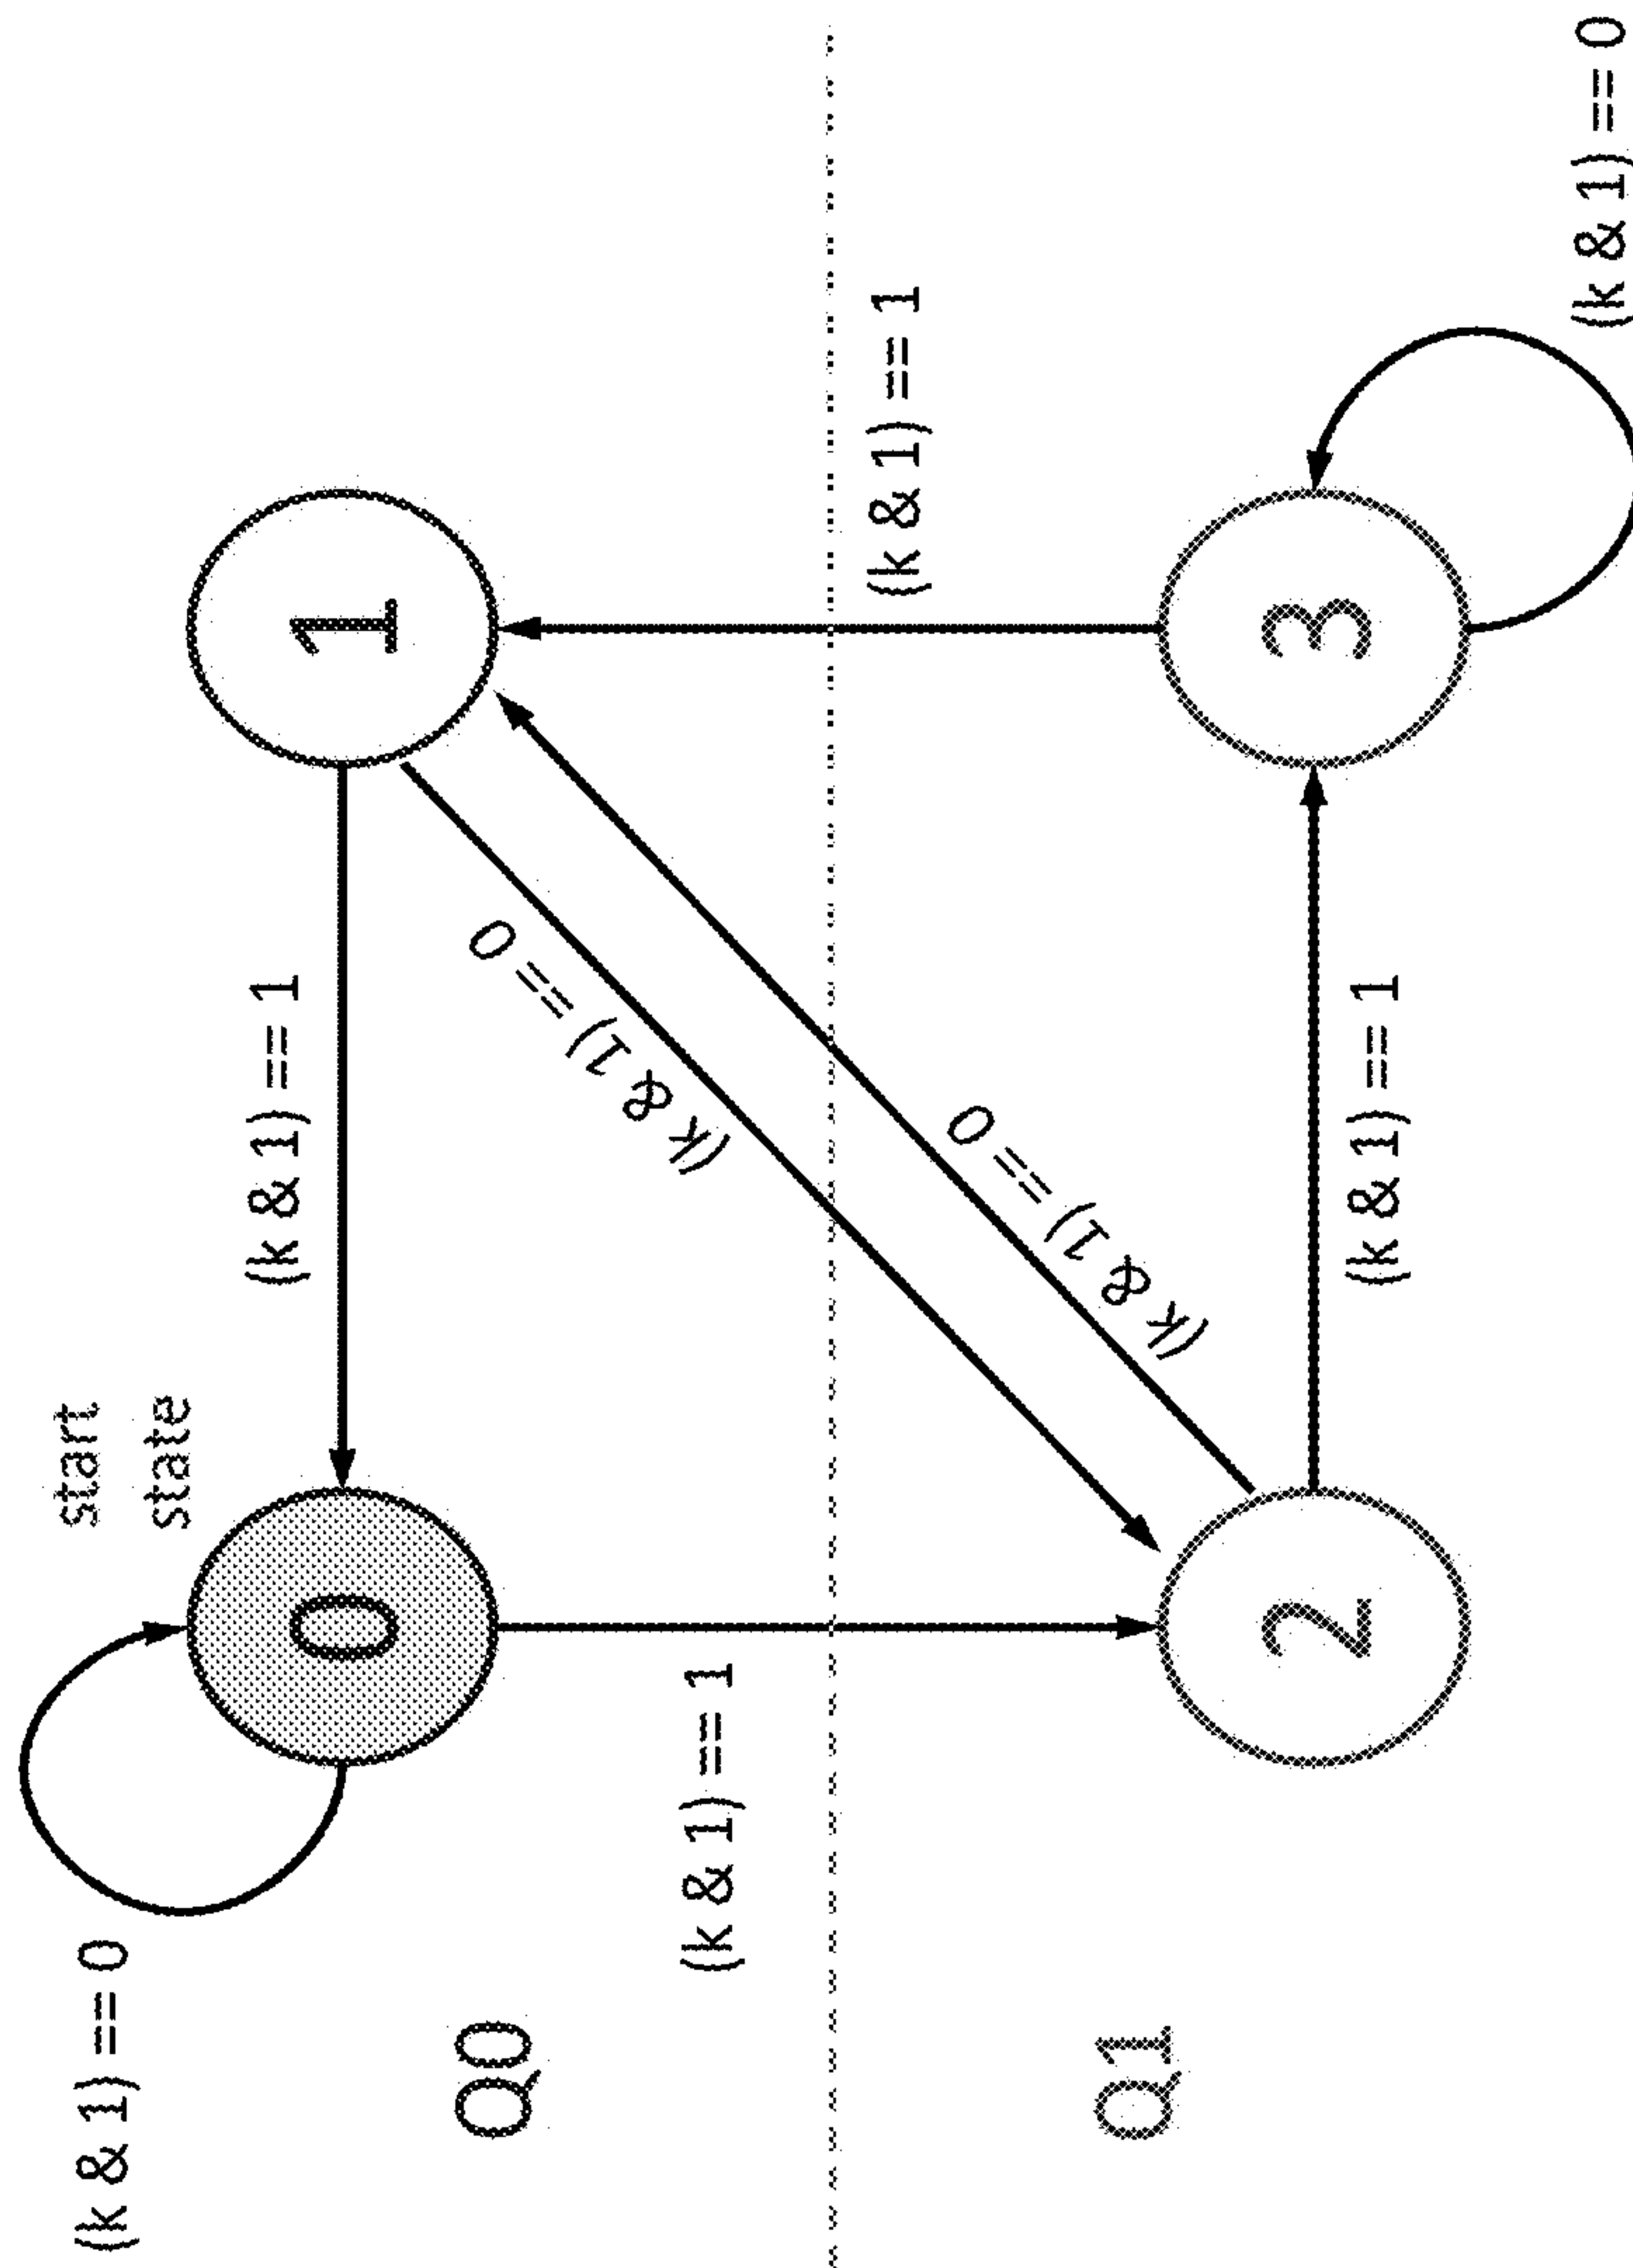 (k & 1) == 0
start
state
0
(k & 1) == 1
1
Q0
(k & 1) == 1
(k & 1) == 0
(k & 1) == 1
Q1
(k & 1) == 0
2
(k & 1) == 1
3
(k & 1) == 0